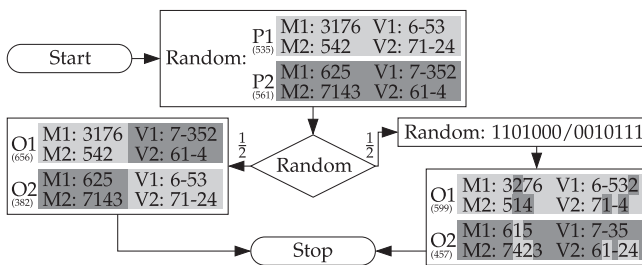 Start
Random:
P1 (535) M1: 3176 V1: 6-53
M2: 542 V2: 71-24
P2 (561) M1: 625 V1: 7-352
M2: 7143 V2: 61-4
O1 (656) M1: 3176 V1: 7-352
M2: 542 V2: 61-4
O2 (382) M1: 625 V1: 6-53
M2: 7143 V2: 71-24
1/2
Random
1/2
Random: 1101000/0010111
O1 (599) M1: 3276 V1: 6-532
M2: 514 V2: 71-4
O2 (457) M1: 615 V1: 7-35
M2: 7423 V2: 61-24
Stop